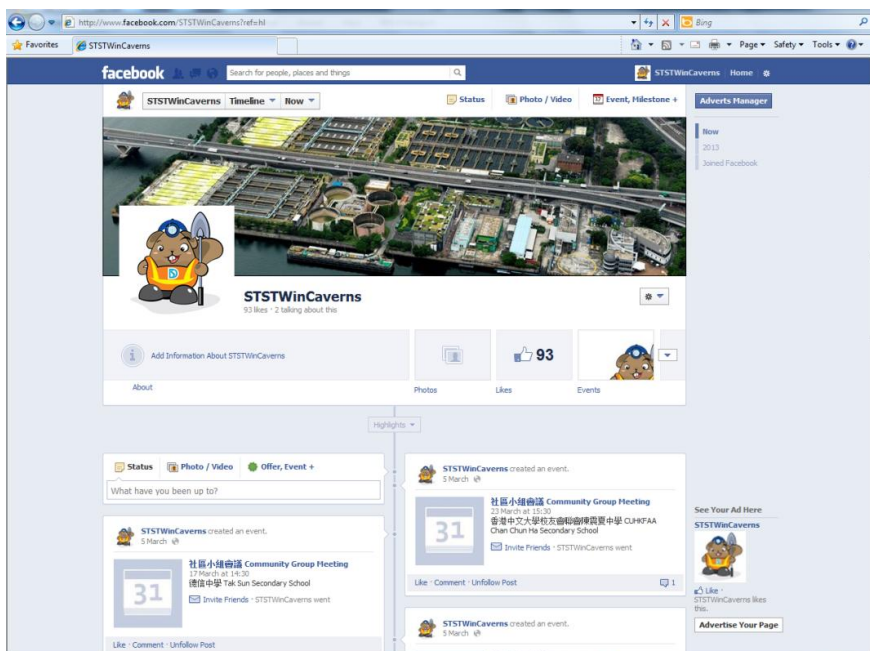 http://www.facebook.com/STSTWinCaverns?ref=hl
Bing
Favorites
STSTWinCaverns
Page
Safety
Tools
facebook
Search for people, places and things
STSTWinCaverns
Home
STSTWinCaverns
Timeline
Now
Status
Photo / Video
Event, Milestone +
Adverts Manager
Now
2013
Joined Facebook
STSTWinCaverns
93 likes · 2 talking about this
Add Information About STSTWinCaverns
93
About
Photos
Likes
Events
Highlights
Status
Photo / Video
Offer, Event +
What have you been up to?
STSTWinCaverns created an event.
5 March
社區小組會議 Community Group Meeting
17 March at 14:30
德信中學 Tak Sun Secondary School
31
Invite Friends · STSTWinCaverns went
Like · Comment · Unfollow Post
STSTWinCaverns created an event.
5 March
社區小組會議 Community Group Meeting
23 March at 15:30
香港中文大學校友會聯會陳震夏中學 CUHKFAA
Chan Chun Ha Secondary School
31
Invite Friends · STSTWinCaverns went
Like · Comment · Unfollow Post
1
STSTWinCaverns created an event.
5 March
See Your Ad Here
STSTWinCaverns
Like ·
STSTWinCaverns likes
this.
Advertise Your Page